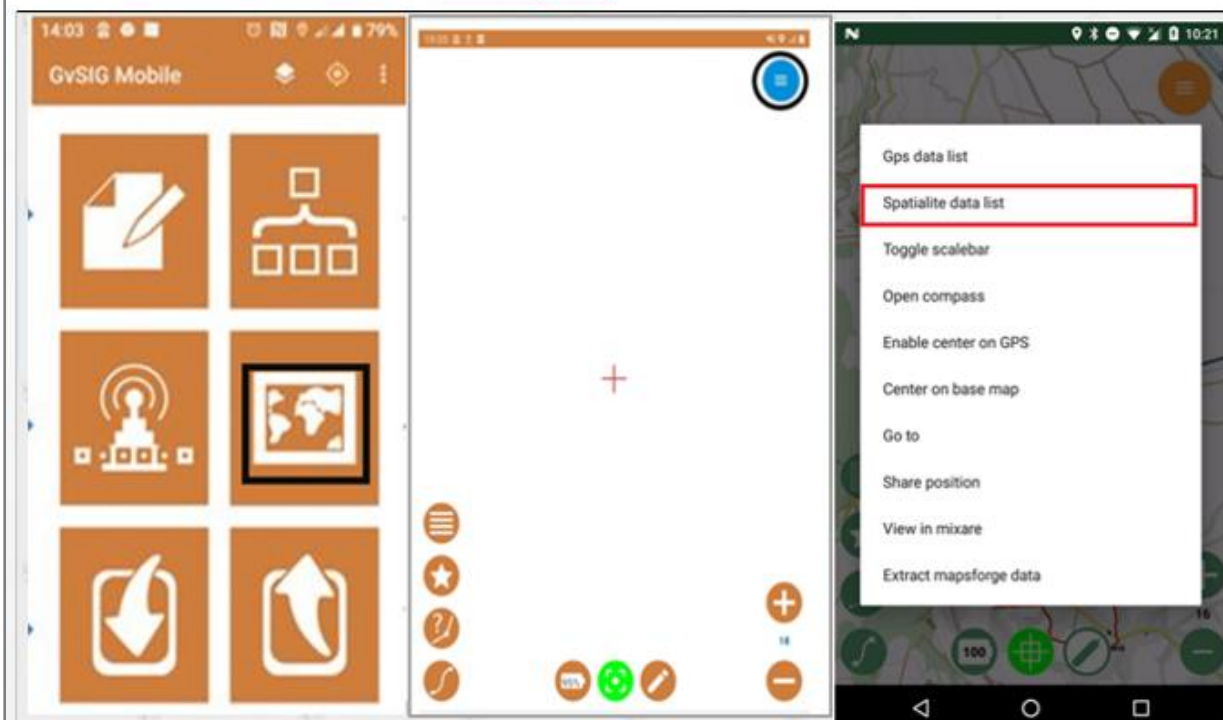 14:03 79%
GvSIG Mobile
16
N 10:21
Gps data list
Spatialite data list
Toggle scalebar
Open compass
Enable center on GPS
Center on base map
Go to
Share position
View in mixare
Extract mapsforge data
16
100